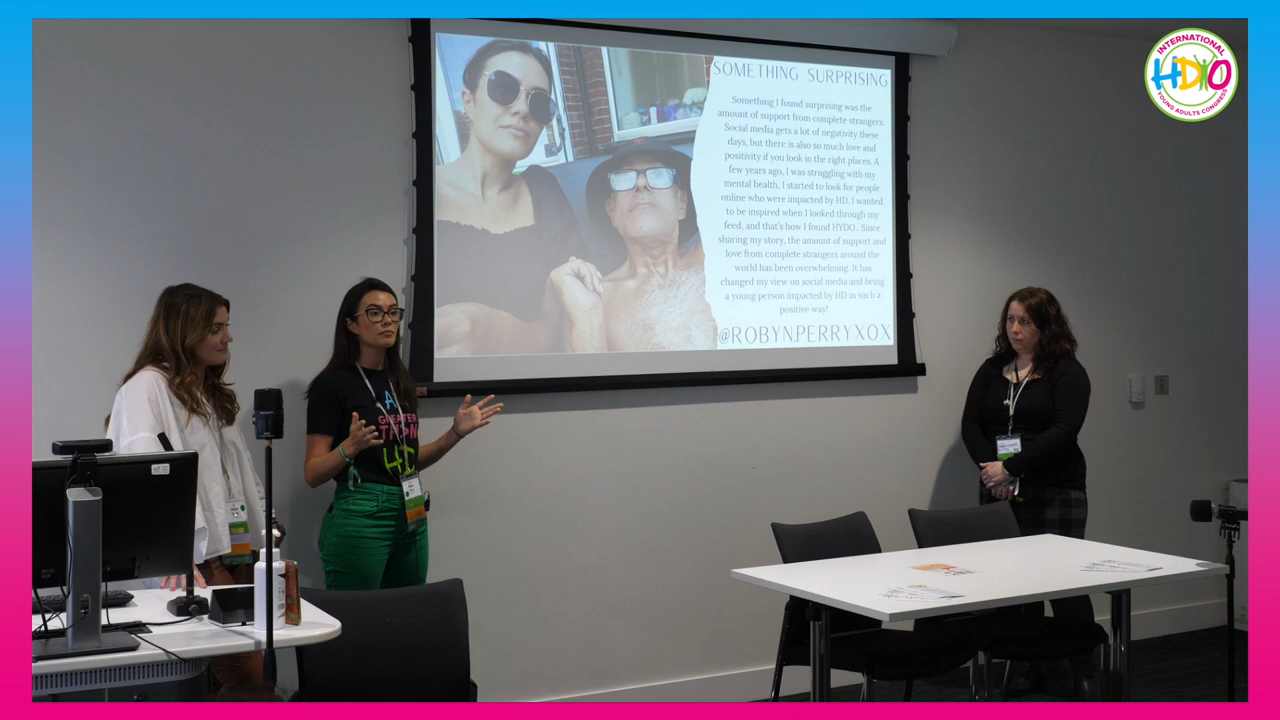 INTERNATIONAL
HDYO
YOUNG ADULTS CONGRESS
SOMETHING SURPRISING
Something I found surprising was the
amount of support from complete strangers.
Social media gets a lot of negativity these
days, but there is also so much love and
positivity if you look in the right places. A
few years ago, I was struggling with my
mental health, I started to look for people
online who were impacted by HD. I wanted
to be inspired when I looked through my
feed, and that's how I found HYDO.. Since
sharing my story, the amount of support and
love from complete strangers around the
world has been overwhelming. It has
changed my view on social media and being
a young person impacted by HD in such a
positive way!
@ROBYN.PERRYXOX
GREATER